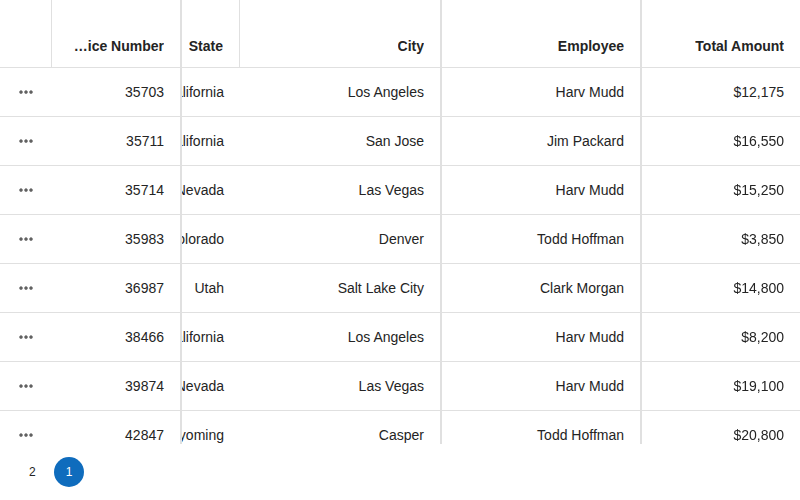 ...ice Number State City Employee Total Amount
35703 lifornia Los Angeles Harv Mudd $12,175
35711 lifornia San Jose Jim Packard $16,550
35714 Nevada Las Vegas Harv Mudd $15,250
35983 olorado Denver Todd Hoffman $3,850
36987 Utah Salt Lake City Clark Morgan $14,800
38466 lifornia Los Angeles Harv Mudd $8,200
39874 Nevada Las Vegas Harv Mudd $19,100
42847 yoming Casper Todd Hoffman $20,800
2 1